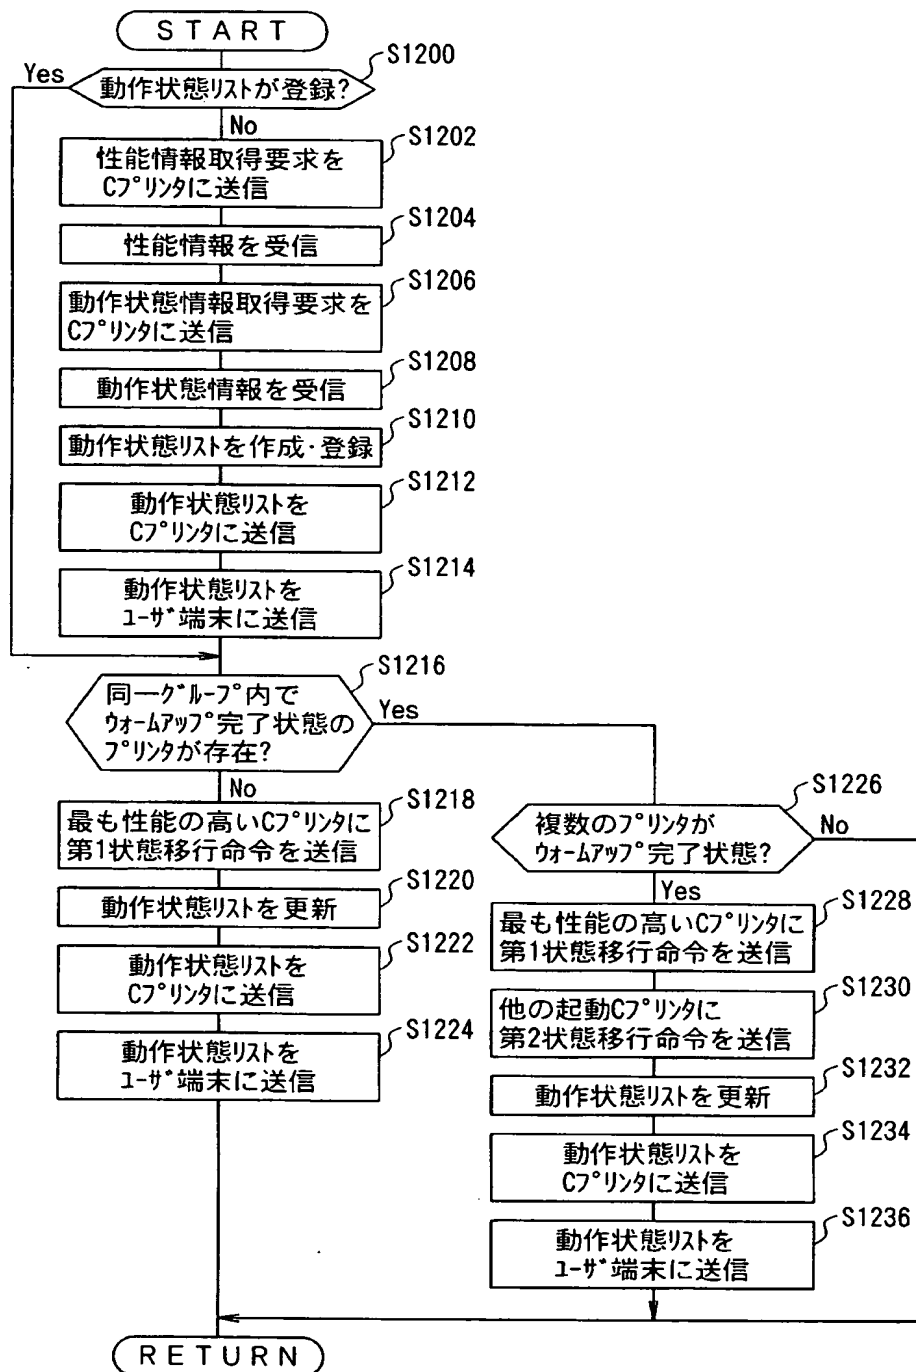 START
S1200
Yes
動作状態ﾘｽﾄが登録?
No
S1202
性能情報取得要求を
Cﾌﾟﾘﾝﾀに送信
S1204
性能情報を受信
S1206
動作状態情報取得要求を
Cﾌﾟﾘﾝﾀに送信
S1208
動作状態情報を受信
S1210
動作状態ﾘｽﾄを作成･登録
S1212
動作状態ﾘｽﾄを
Cﾌﾟﾘﾝﾀに送信
S1214
動作状態ﾘｽﾄを
ﾕｰｻﾞ端末に送信
S1216
同一ｸﾞﾙｰﾌﾟ内で
ｳｫｰﾑｱｯﾌﾟ完了状態の
ﾌﾟﾘﾝﾀが存在?
Yes
No
S1218
最も性能の高いCﾌﾟﾘﾝﾀに
第1状態移行命令を送信
S1220
動作状態ﾘｽﾄを更新
S1222
動作状態ﾘｽﾄを
Cﾌﾟﾘﾝﾀに送信
S1224
動作状態ﾘｽﾄを
ﾕｰｻﾞ端末に送信
S1226
複数のﾌﾟﾘﾝﾀが
ｳｫｰﾑｱｯﾌﾟ完了状態?
No
Yes
S1228
最も性能の高いCﾌﾟﾘﾝﾀに
第1状態移行命令を送信
S1230
他の起動Cﾌﾟﾘﾝﾀに
第2状態移行命令を送信
S1232
動作状態ﾘｽﾄを更新
S1234
動作状態ﾘｽﾄを
Cﾌﾟﾘﾝﾀに送信
S1236
動作状態ﾘｽﾄを
ﾕｰｻﾞ端末に送信
RETURN